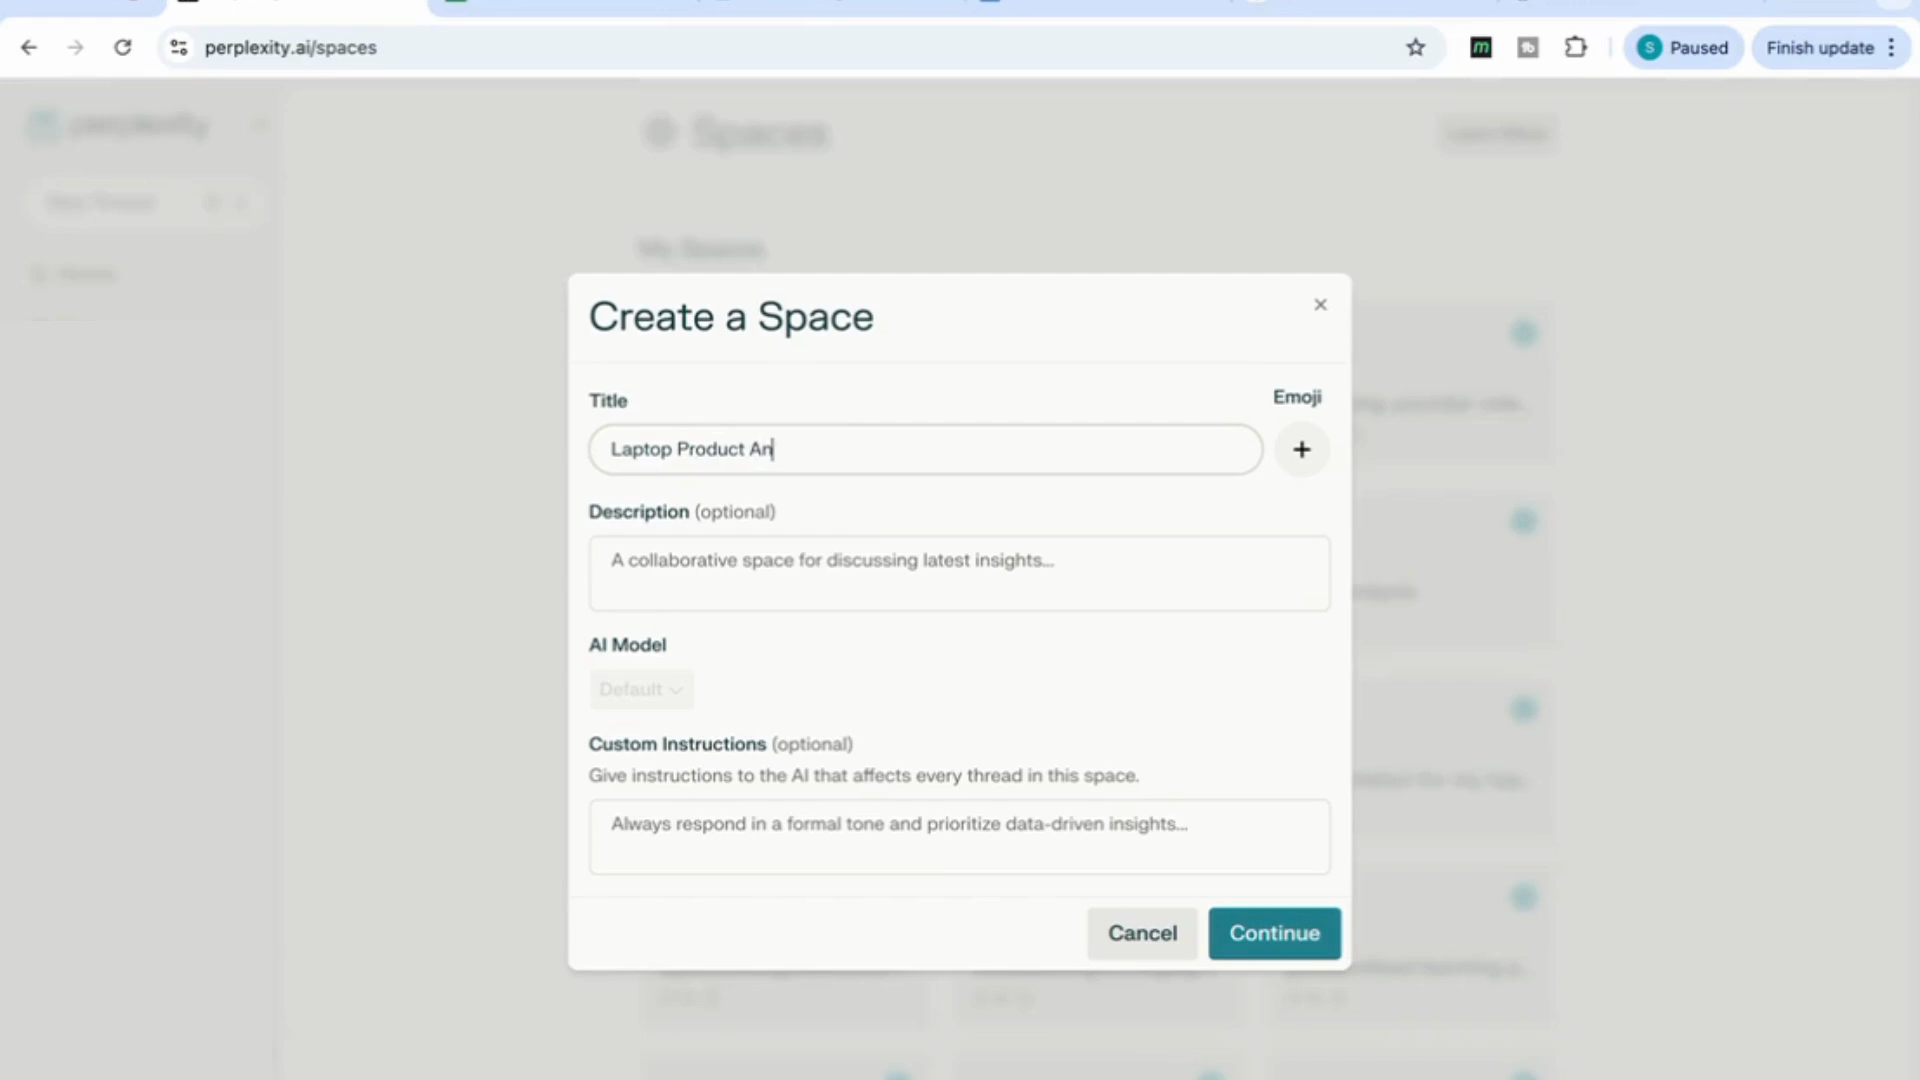 perplexity.ai/spaces
m
tb
S
Paused
Finish update
perplexity
Spaces
Create a Space
Title
Emoji
Laptop Product An
Description (optional)
A collaborative space for discussing latest insights...
AI Model
Default
Custom Instructions (optional)
Give instructions to the AI that affects every thread in this space.
Always respond in a formal tone and prioritize data-driven insights...
Cancel
Continue